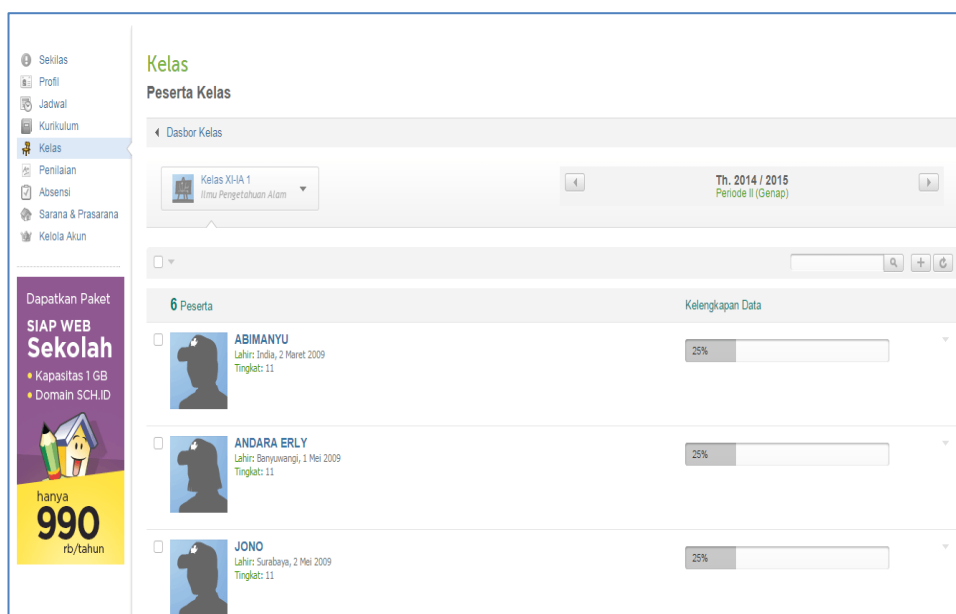 Sekilas
Profil
Jadwal
Kurikulum
Kelas
Penilaian
Absensi
Sarana & Prasarana
Kelola Akun
Dapatkan Paket
SIAP WEB
Sekolah
• Kapasitas 1 GB
• Domain SCH.ID
hanya
990
rb/tahun
Kelas
Peserta Kelas
Dasbor Kelas
Kelas XI-IA 1
Ilmu Pengetahuan Alam
Th. 2014 / 2015
Periode II (Genap)
6 Peserta
Kelengkapan Data
ABIMANYU
Lahir: India, 2 Maret 2009
Tingkat: 11
25%
ANDARA ERLY
Lahir: Banyuwangi, 1 Mei 2009
Tingkat: 11
25%
JONO
Lahir: Surabaya, 2 Mei 2009
Tingkat: 11
25%